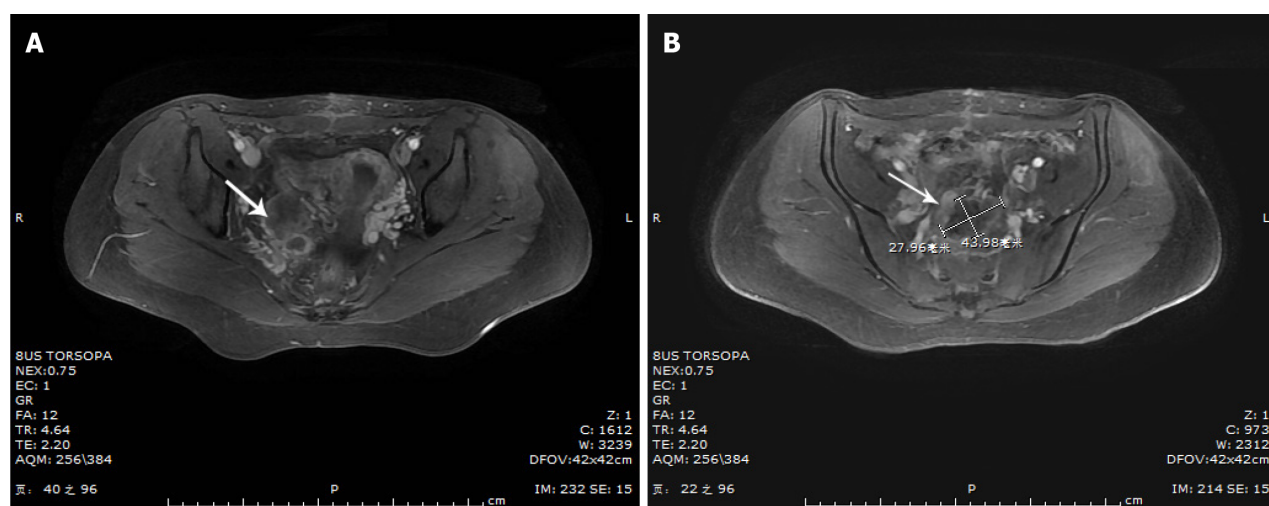 A
R
L
8US TORSOPA
NEX:0.75
EC: 1
GR
FA: 12
TR: 4.64
TE: 2.20
AQM: 256\384
页: 40 之 96
Z: 1
C: 1612
W: 3239
DFOV:42x42cm
IM: 232 SE: 15
P
cm
B
R
L
27.96毫米
43.98毫米
8US TORSOPA
NEX:0.75
EC: 1
GR
FA: 12
TR: 4.64
TE: 2.20
AQM: 256\384
页: 22 之 96
Z: 1
C: 973
W: 2312
DFOV:42x42cm
IM: 214 SE: 15
P
cm